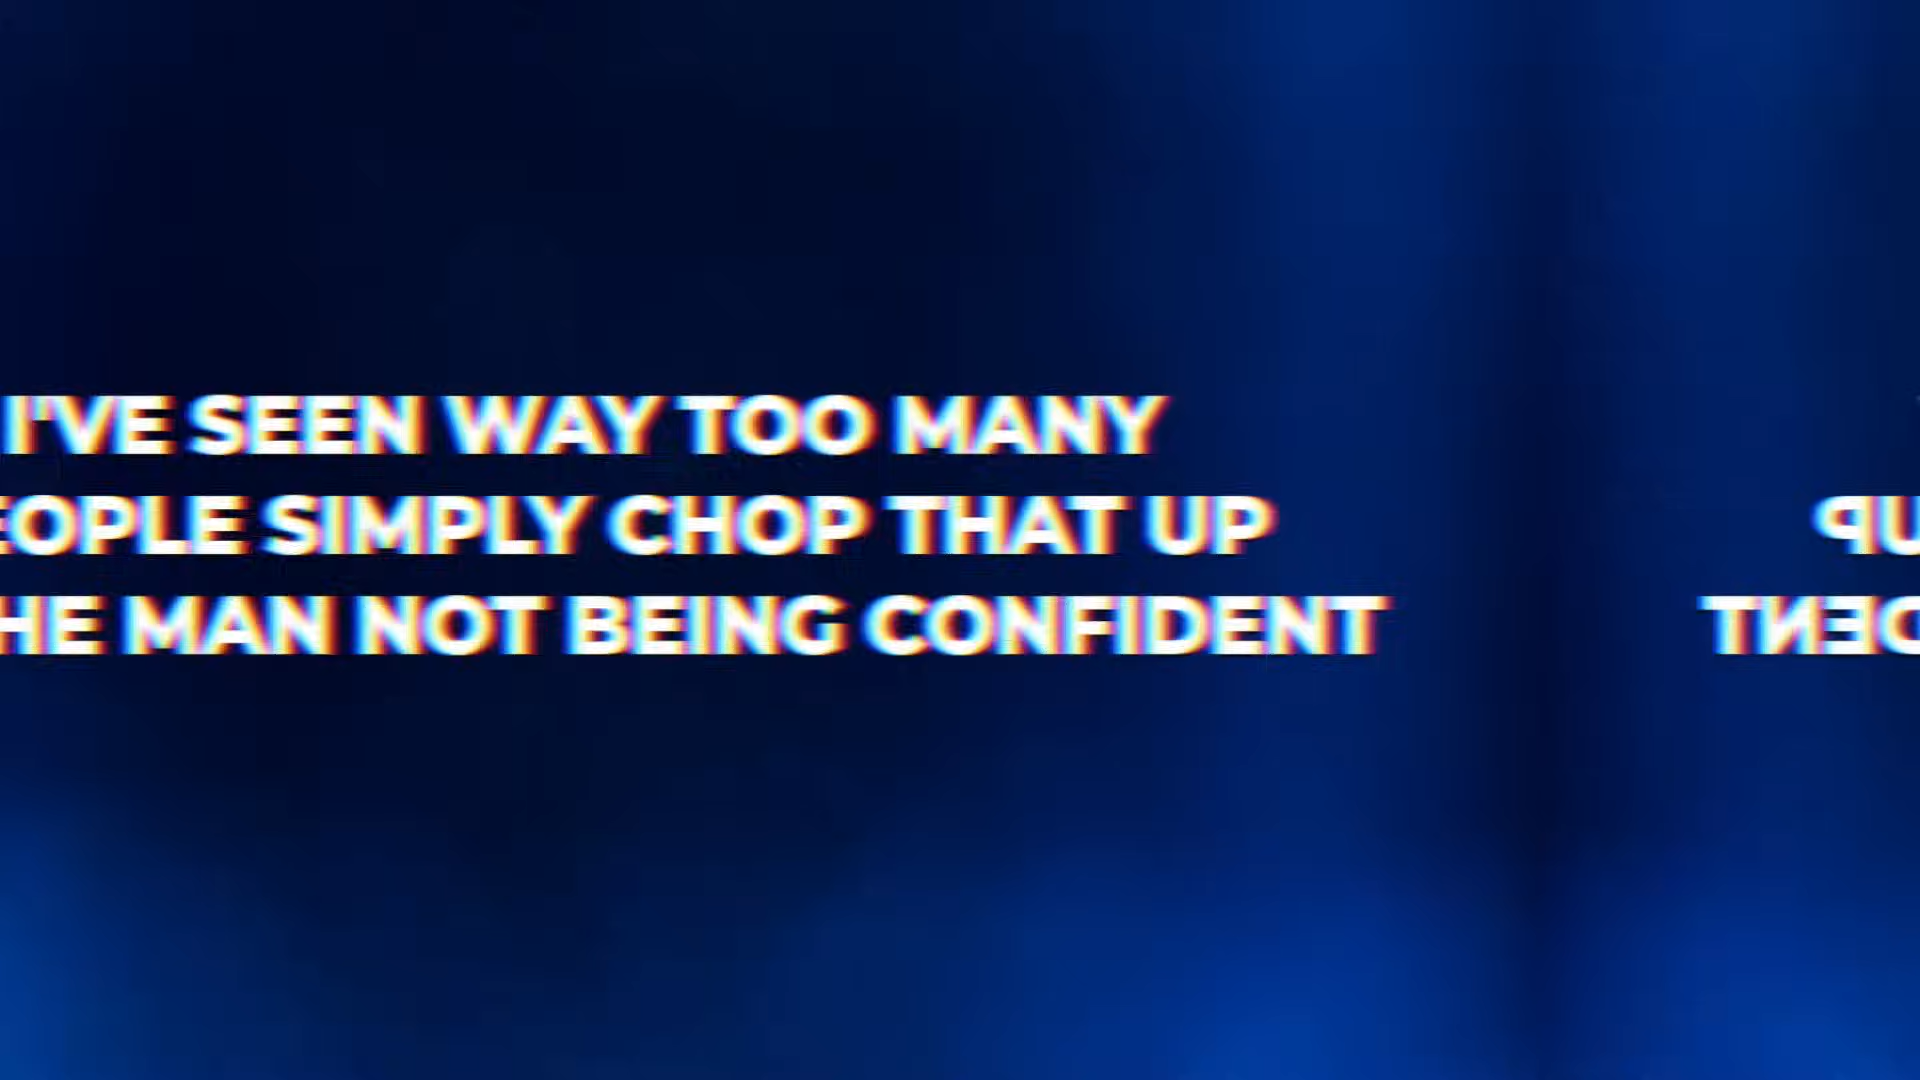 I'VE SEEN WAY TOO MANY
EOPLE SIMPLY CHOP THAT UP
HE MAN NOT BEING CONFIDENT